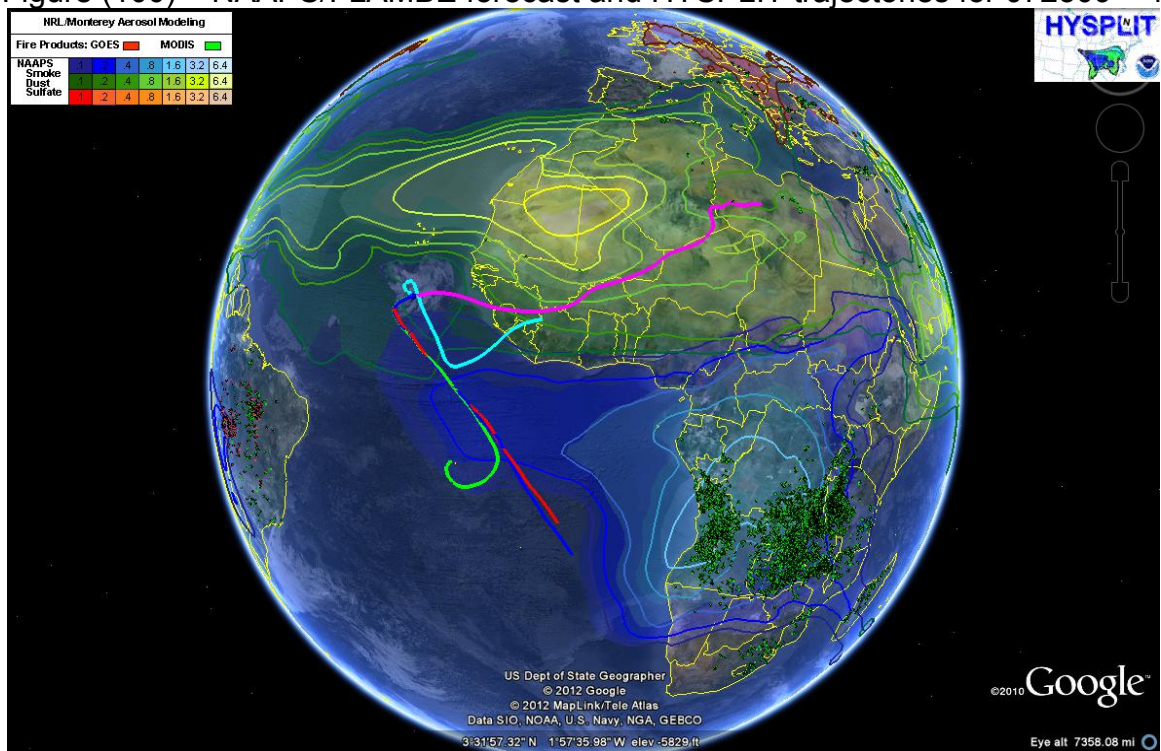 NRL/Monterey Aerosol Modeling
Fire Products: GOES MODIS
NAAPS .1 .2 .4 .8 1.6 3.2 6.4
Smoke
Dust .1 .2 .4 .8 1.6 3.2 6.4
Sulfate .1 .2 .4 .8 1.6 3.2 6.4
HYSPLIT
NOAA
US Dept of State Geographer
© 2012 Google
© 2012 MapLink/Tele Atlas
Data SIO, NOAA, U.S. Navy, NGA, GEBCO
3°31'57.32" N 1°57'35.98" W elev -5829 ft
©2010 Google™
Eye alt 7358.08 mi